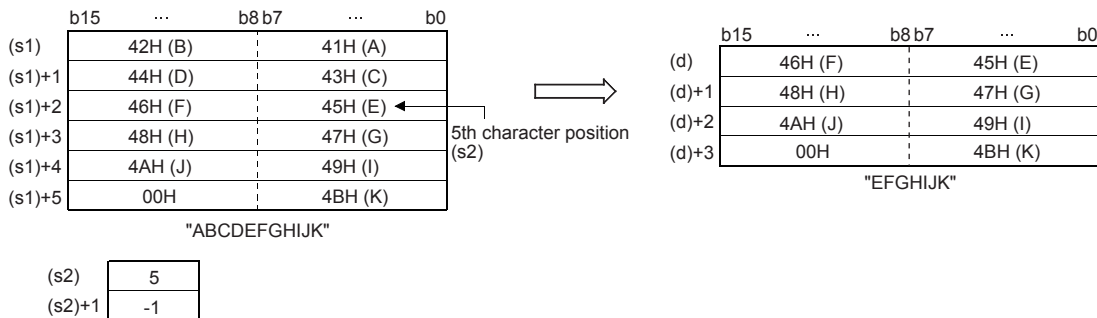 b15 ··· b8 b7 ··· b0
(s1) 42H (B) 41H (A)
(s1)+1 44H (D) 43H (C)
(s1)+2 46H (F) 45H (E)
(s1)+3 48H (H) 47H (G)
(s1)+4 4AH (J) 49H (I)
(s1)+5 00H 4BH (K)
"ABCDEFGHIJK"
5th character position
(s2)
b15 ··· b8 b7 ··· b0
(d) 46H (F) 45H (E)
(d)+1 48H (H) 47H (G)
(d)+2 4AH (J) 49H (I)
(d)+3 00H 4BH (K)
"EFGHIJK"
(s2) 5
(s2)+1 -1